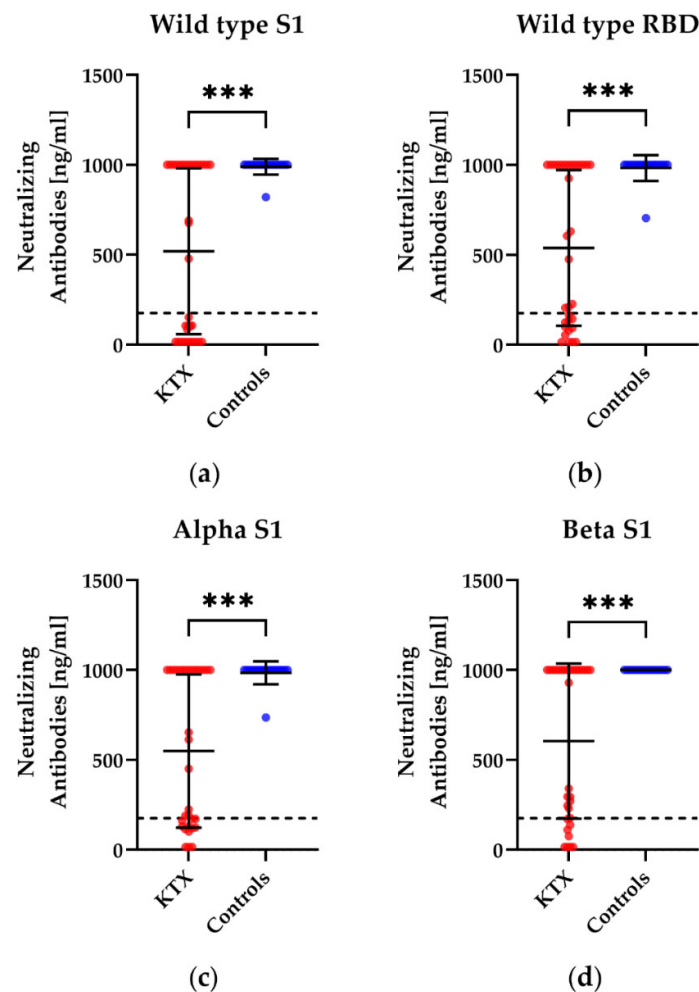 Wild type S1
Neutralizing
Antibodies [ng/ml]
1500
1000
500
0
***
KTX
Controls
(a)
Wild type RBD
Neutralizing
Antibodies [ng/ml]
1500
1000
500
0
***
KTX
Controls
(b)
Alpha S1
Neutralizing
Antibodies [ng/ml]
1500
1000
500
0
***
KTX
Controls
(c)
Beta S1
Neutralizing
Antibodies [ng/ml]
1500
1000
500
0
***
KTX
Controls
(d)